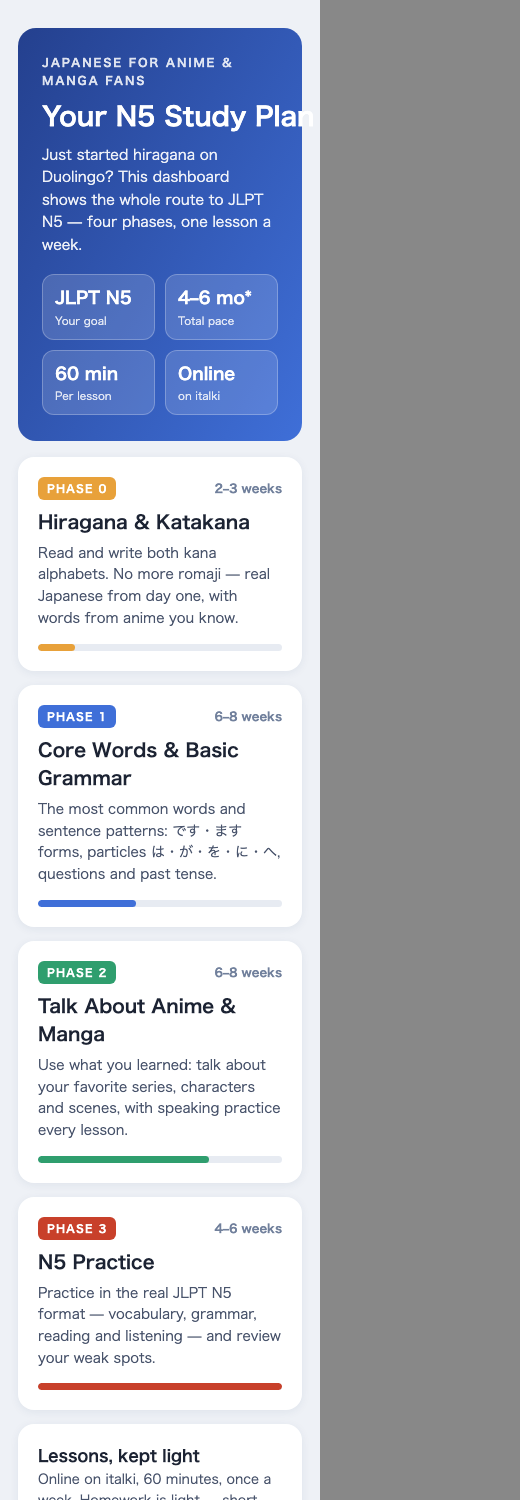 JAPANESE FOR ANIME &
MANGA FANS
Your N5 Study Plan
Just started hiragana on
Duolingo? This dashboard
shows the whole route to JLPT
N5 — four phases, one lesson a
week.
JLPT N5
Your goal
4–6 mo*
Total pace
60 min
Per lesson
Online
on italki
PHASE 0
2–3 weeks
Hiragana & Katakana
Read and write both kana
alphabets. No more romaji — real
Japanese from day one, with
words from anime you know.
PHASE 1
6–8 weeks
Core Words & Basic
Grammar
The most common words and
sentence patterns: です・ます
forms, particles は・が・を・に・へ,
questions and past tense.
PHASE 2
6–8 weeks
Talk About Anime &
Manga
Use what you learned: talk about
your favorite series, characters
and scenes, with speaking practice
every lesson.
PHASE 3
4–6 weeks
N5 Practice
Practice in the real JLPT N5
format — vocabulary, grammar,
reading and listening — and review
your weak spots.
Lessons, kept light
Online on italki, 60 minutes, once a
week. Homework is light — short